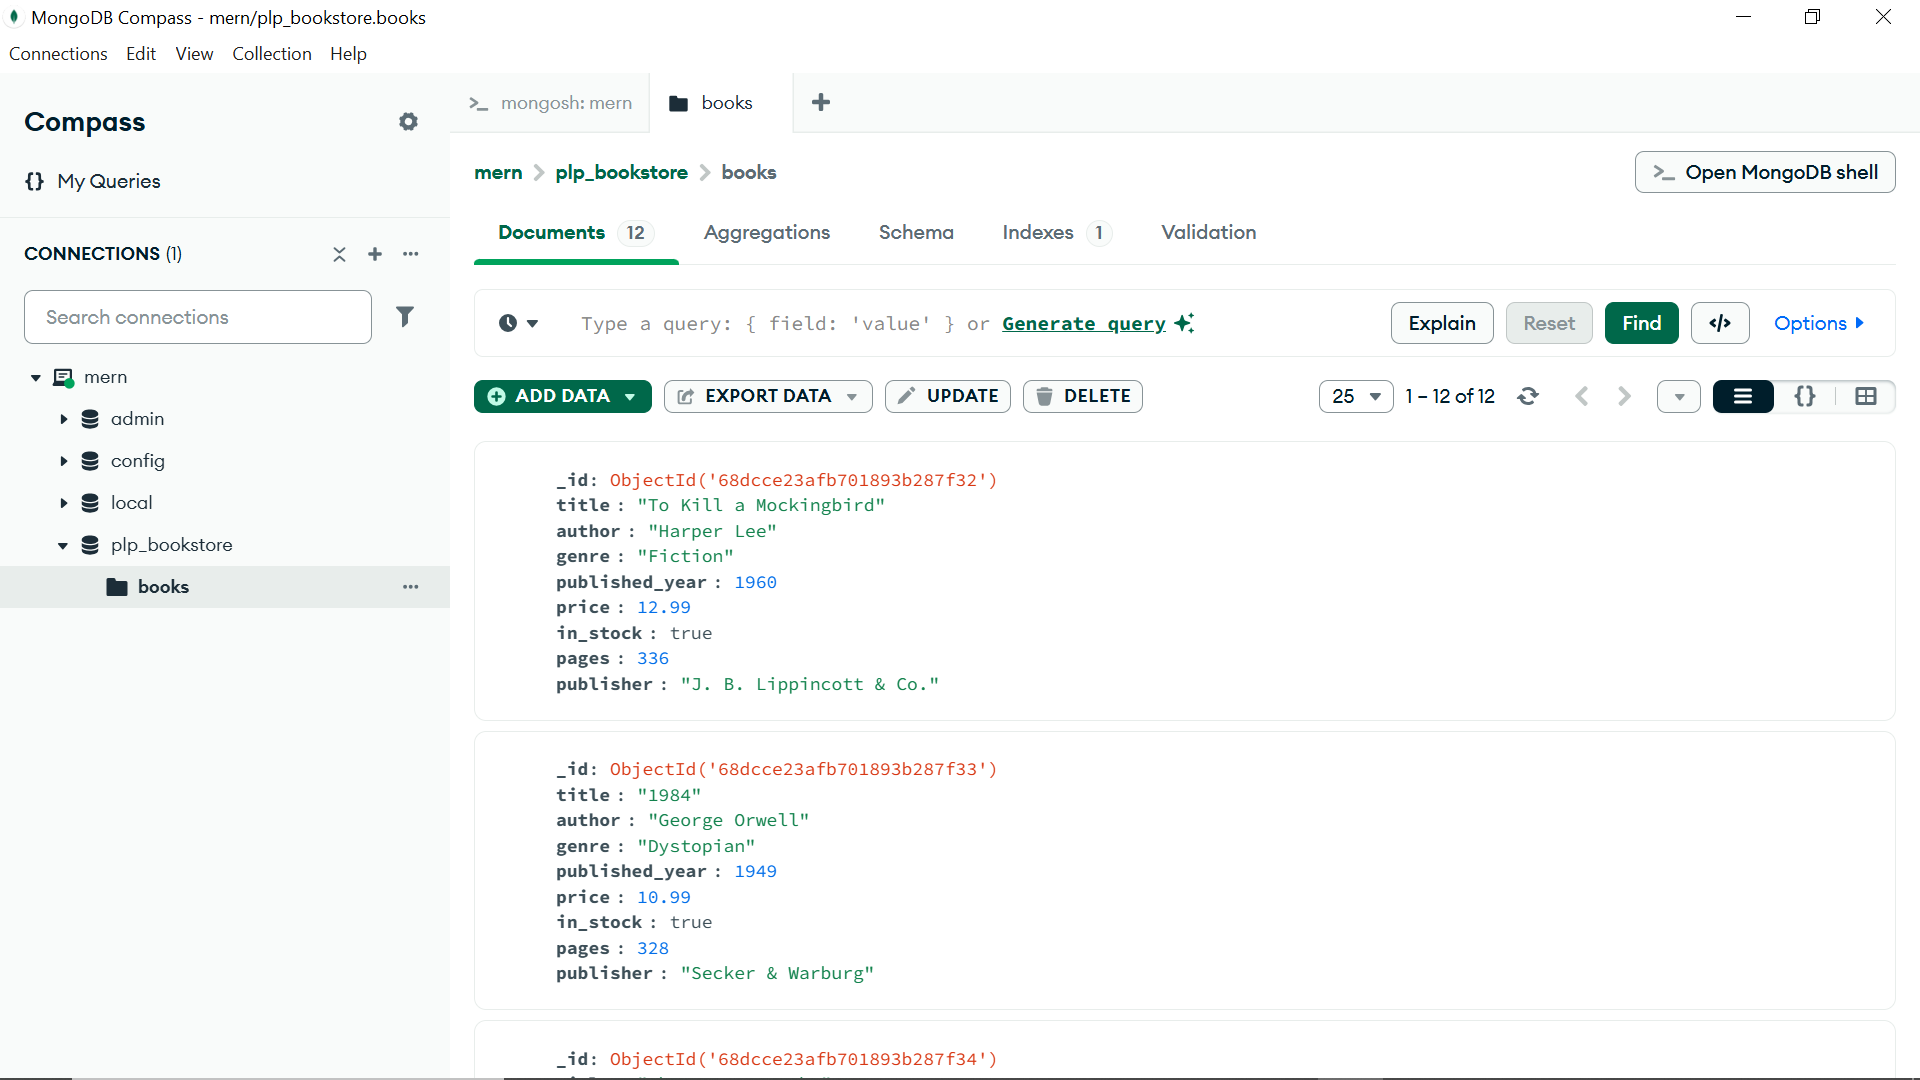 MongoDB Compass - mern/plp_bookstore.books
Connections Edit View Collection Help
Compass
My Queries
CONNECTIONS (1)
Search connections
mern
admin
config
local
plp_bookstore
books
mongosh: mern
books
mern > plp_bookstore > books
>_ Open MongoDB shell
Documents 12 Aggregations Schema Indexes 1 Validation
Type a query: { field: 'value' } or Generate query
Explain Reset Find </> Options
ADD DATA EXPORT DATA UPDATE DELETE
25 1 – 12 of 12
_id: ObjectId('68dcce23afb701893b287f32')
title : "To Kill a Mockingbird"
author : "Harper Lee"
genre : "Fiction"
published_year : 1960
price : 12.99
in_stock : true
pages : 336
publisher : "J. B. Lippincott & Co."
_id: ObjectId('68dcce23afb701893b287f33')
title : "1984"
author : "George Orwell"
genre : "Dystopian"
published_year : 1949
price : 10.99
in_stock : true
pages : 328
publisher : "Secker & Warburg"
_id: ObjectId('68dcce23afb701893b287f34')